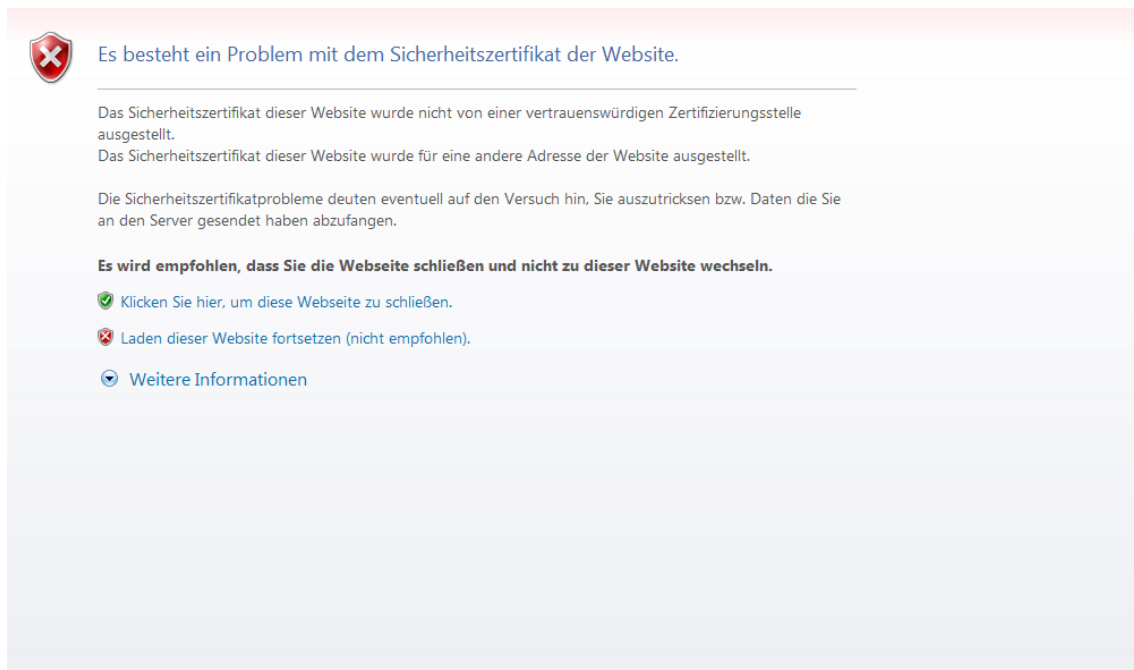 Es besteht ein Problem mit dem Sicherheitszertifikat der Website.
Das Sicherheitszertifikat dieser Website wurde nicht von einer vertrauenswürdigen Zertifizierungsstelle
ausgestellt.
Das Sicherheitszertifikat dieser Website wurde für eine andere Adresse der Website ausgestellt.
Die Sicherheitszertifikatprobleme deuten eventuell auf den Versuch hin, Sie auszutricksen bzw. Daten die Sie
an den Server gesendet haben abzufangen.
Es wird empfohlen, dass Sie die Webseite schließen und nicht zu dieser Website wechseln.
Klicken Sie hier, um diese Webseite zu schließen.
Laden dieser Website fortsetzen (nicht empfohlen).
Weitere Informationen